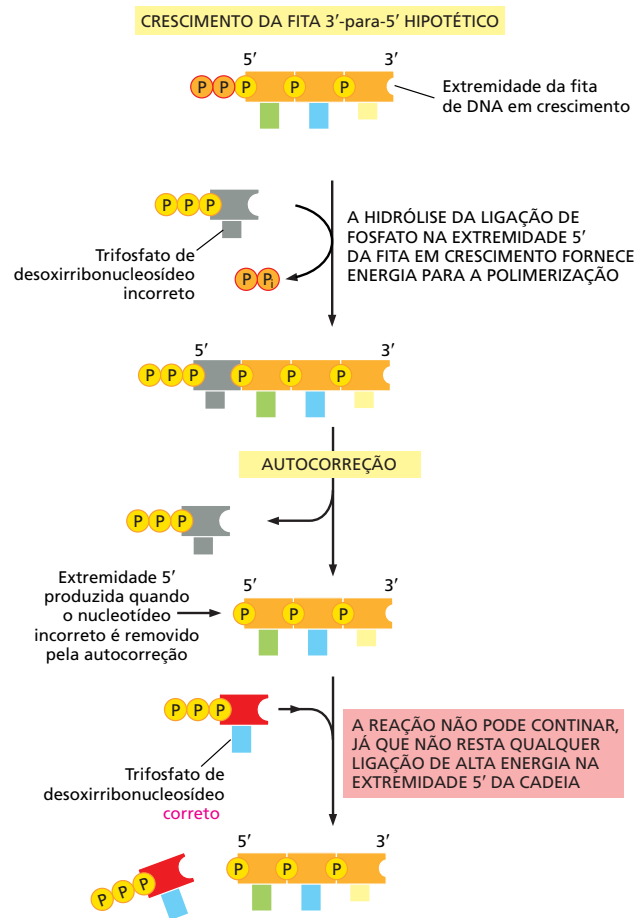 CRESCIMENTO DA FITA 3′-para-5′ HIPOTÉTICO
5′ 3′
P P P P P
Extremidade da fita
de DNA em crescimento
P P P
Trifosfato de
desoxirribonucleosídeo
incorreto
P Pi
A HIDRÓLISE DA LIGAÇÃO DE
FOSFATO NA EXTREMIDADE 5′
DA FITA EM CRESCIMENTO FORNECE
ENERGIA PARA A POLIMERIZAÇÃO
5′ 3′
P P P P P P
AUTOCORREÇÃO
P P P
Extremidade 5′
produzida quando
o nucleotídeo
incorreto é removido
pela autocorreção
5′ 3′
P P P
P P P
Trifosfato de
desoxirribonucleosídeo
correto
A REAÇÃO NÃO PODE CONTINAR,
JÁ QUE NÃO RESTA QUALQUER
LIGAÇÃO DE ALTA ENERGIA NA
EXTREMIDADE 5′ DA CADEIA
P P P
5′ 3′
P P P